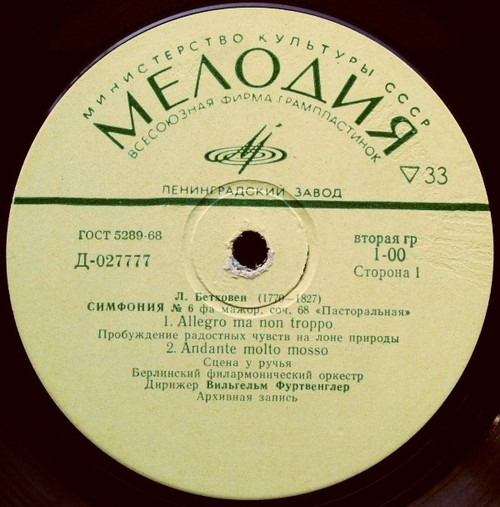 МИНИСТЕРСТВО КУЛЬТУРЫ СССР
МЕЛОДИЯ
ВСЕСОЮЗНАЯ ФИРМА ГРАМПЛАСТИНОК
33
ЛЕНИНГРАДСКИЙ ЗАВОД
ГОСТ 5289-68
Д-027777
вторая гр
1-00
Сторона 1
Л. Бетховен (1770—1827)
СИМФОНИЯ № 6 фа мажор, соч. 68 «Пасторальная»
1. Allegro ma non troppo
Пробуждение радостных чувств на лоне природы
2. Andante molto mosso
Сцена у ручья
Берлинский филармонический оркестр
Дирижер Вильгельм Фуртвенглер
Архивная запись